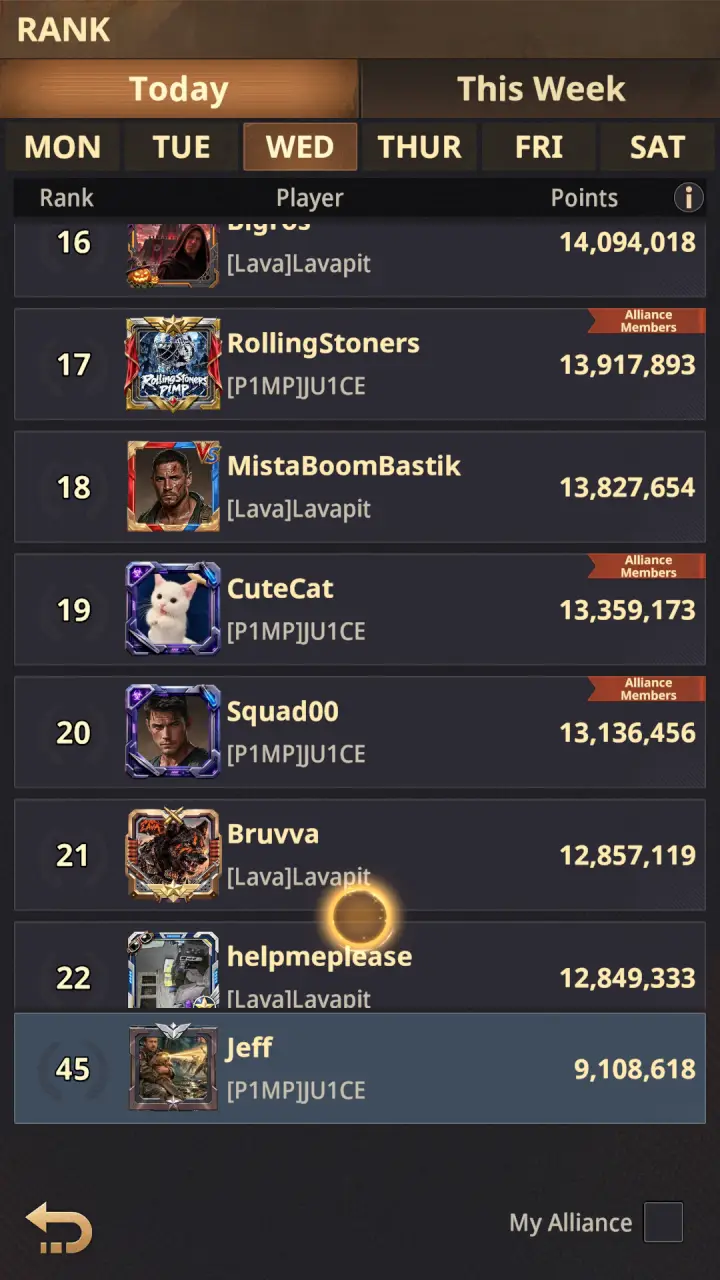 RANK
Today
This Week
MON
TUE
WED
THUR
FRI
SAT
Rank
Player
Points
16
[Lava]Lavapit
14,094,018
Alliance
Members
17
RollingStoners
[P1MP]JU1CE
13,917,893
RollingStoners
P1MP
18
VS
MistaBoomBastik
[Lava]Lavapit
13,827,654
Alliance
Members
19
CuteCat
[P1MP]JU1CE
13,359,173
Alliance
Members
20
Squad00
[P1MP]JU1CE
13,136,456
21
Bruvva
[Lava]Lavapit
12,857,119
22
helpmeplease
[Lava]Lavapit
12,849,333
45
Jeff
[P1MP]JU1CE
9,108,618
My Alliance